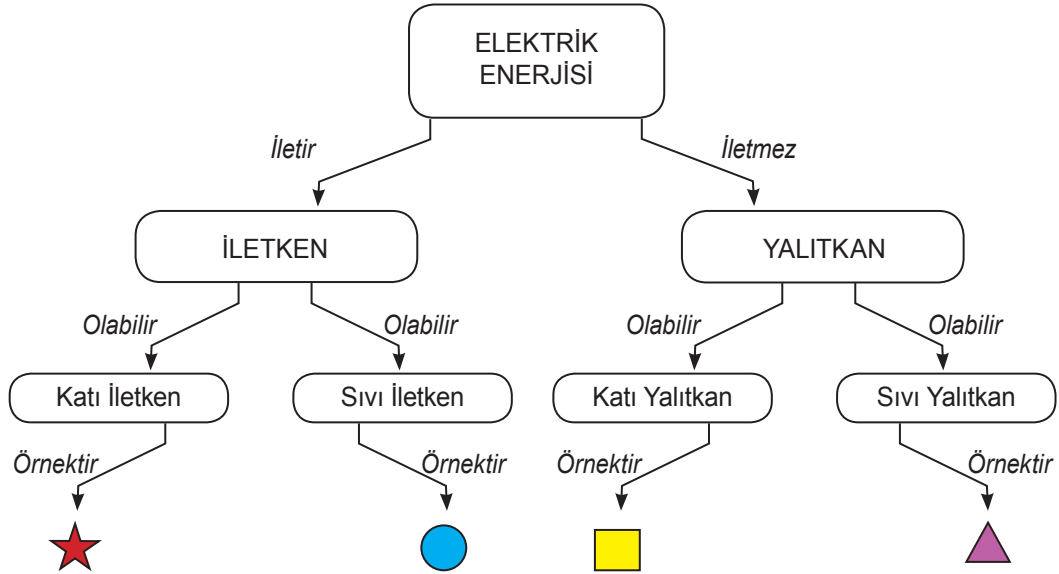 ELEKTRİK
ENERJİSİ
İletir
İletmez
İLETKEN
YALITKAN
Olabilir
Olabilir
Olabilir
Olabilir
Katı İletken
Sıvı İletken
Katı Yalıtkan
Sıvı Yalıtkan
Örnektir
Örnektir
Örnektir
Örnektir